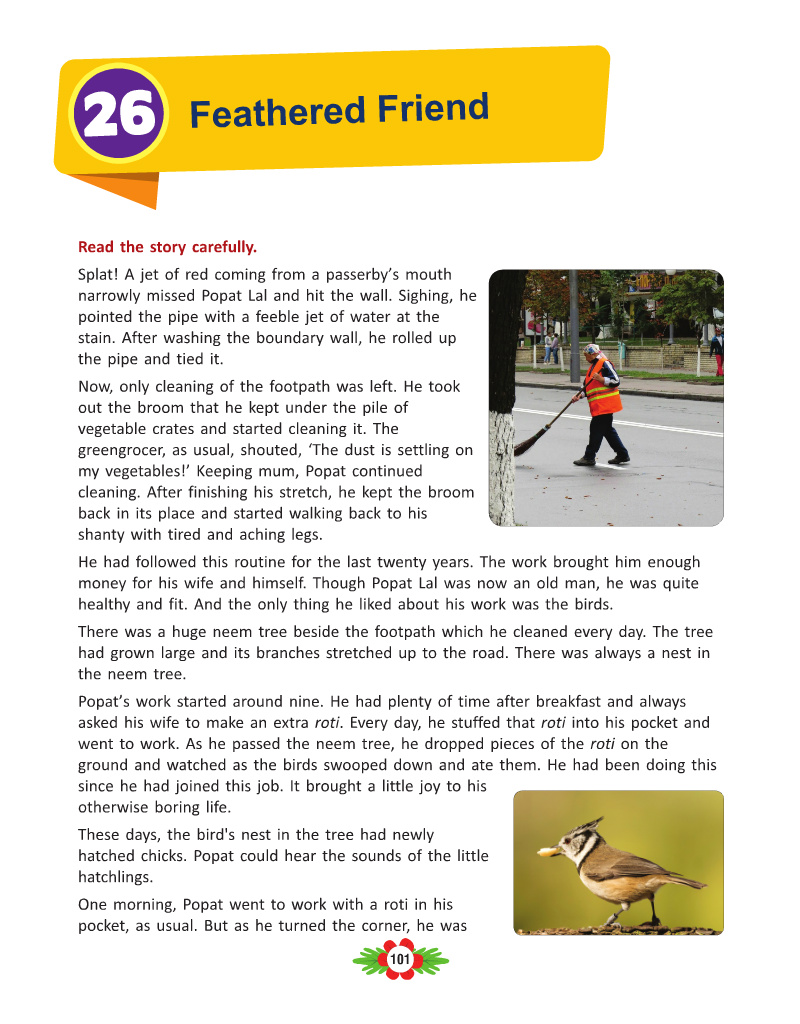 26
Feathered Friend
Read the story carefully.
Splat! A jet of red coming from a passerby’s mouth
narrowly missed Popat Lal and hit the wall. Sighing, he
pointed the pipe with a feeble jet of water at the
stain. After washing the boundary wall, he rolled up
the pipe and tied it.
Now, only cleaning of the footpath was left. He took
out the broom that he kept under the pile of
vegetable crates and started cleaning it. The
greengrocer, as usual, shouted, ‘The dust is settling on
my vegetables!’ Keeping mum, Popat continued
cleaning. After finishing his stretch, he kept the broom
back in its place and started walking back to his
shanty with tired and aching legs.
He had followed this routine for the last twenty years. The work brought him enough
money for his wife and himself. Though Popat Lal was now an old man, he was quite
healthy and fit. And the only thing he liked about his work was the birds.
There was a huge neem tree beside the footpath which he cleaned every day. The tree
had grown large and its branches stretched up to the road. There was always a nest in
the neem tree.
Popat’s work started around nine. He had plenty of time after breakfast and always
asked his wife to make an extra roti. Every day, he stuffed that roti into his pocket and
went to work. As he passed the neem tree, he dropped pieces of the roti on the
ground and watched as the birds swooped down and ate them. He had been doing this
since he had joined this job. It brought a little joy to his
otherwise boring life.
These days, the bird's nest in the tree had newly
hatched chicks. Popat could hear the sounds of the little
hatchlings.
One morning, Popat went to work with a roti in his
pocket, as usual. But as he turned the corner, he was
101